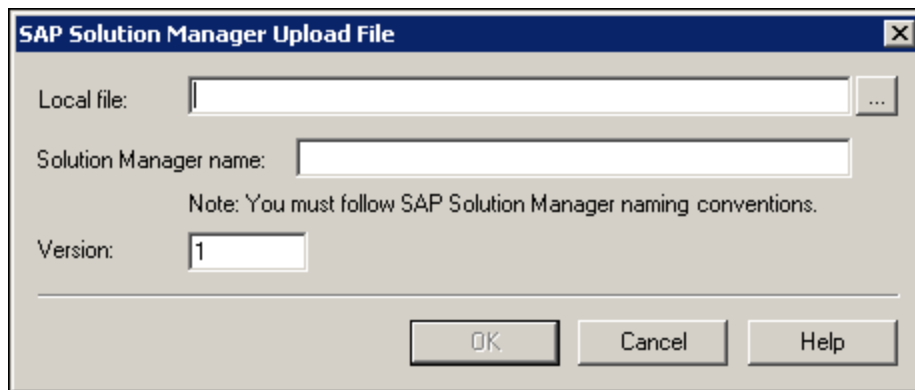 SAP Solution Manager Upload File
Local file:
...
Solution Manager name:
Note: You must follow SAP Solution Manager naming conventions.
Version: 1
OK Cancel Help